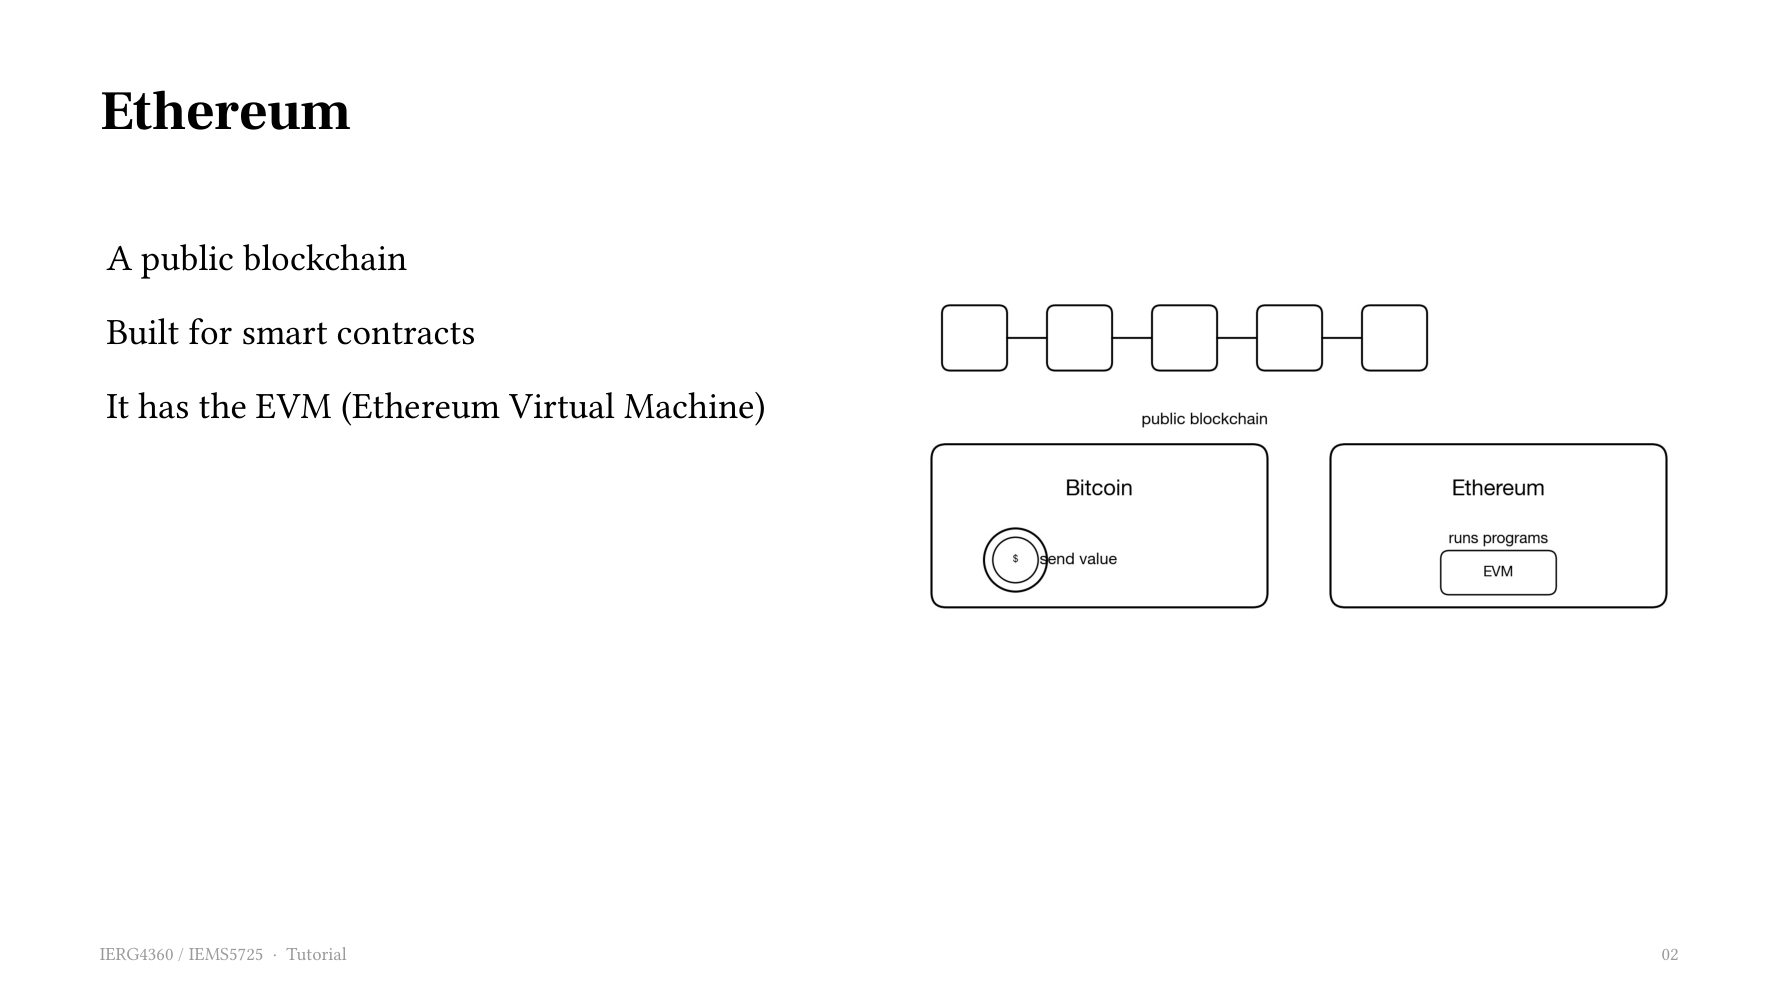 Ethereum
A public blockchain
Built for smart contracts
It has the EVM (Ethereum Virtual Machine)
public blockchain
Bitcoin
$
send value
Ethereum
runs programs
EVM
IERG4360 / IEMS5725 · Tutorial
02